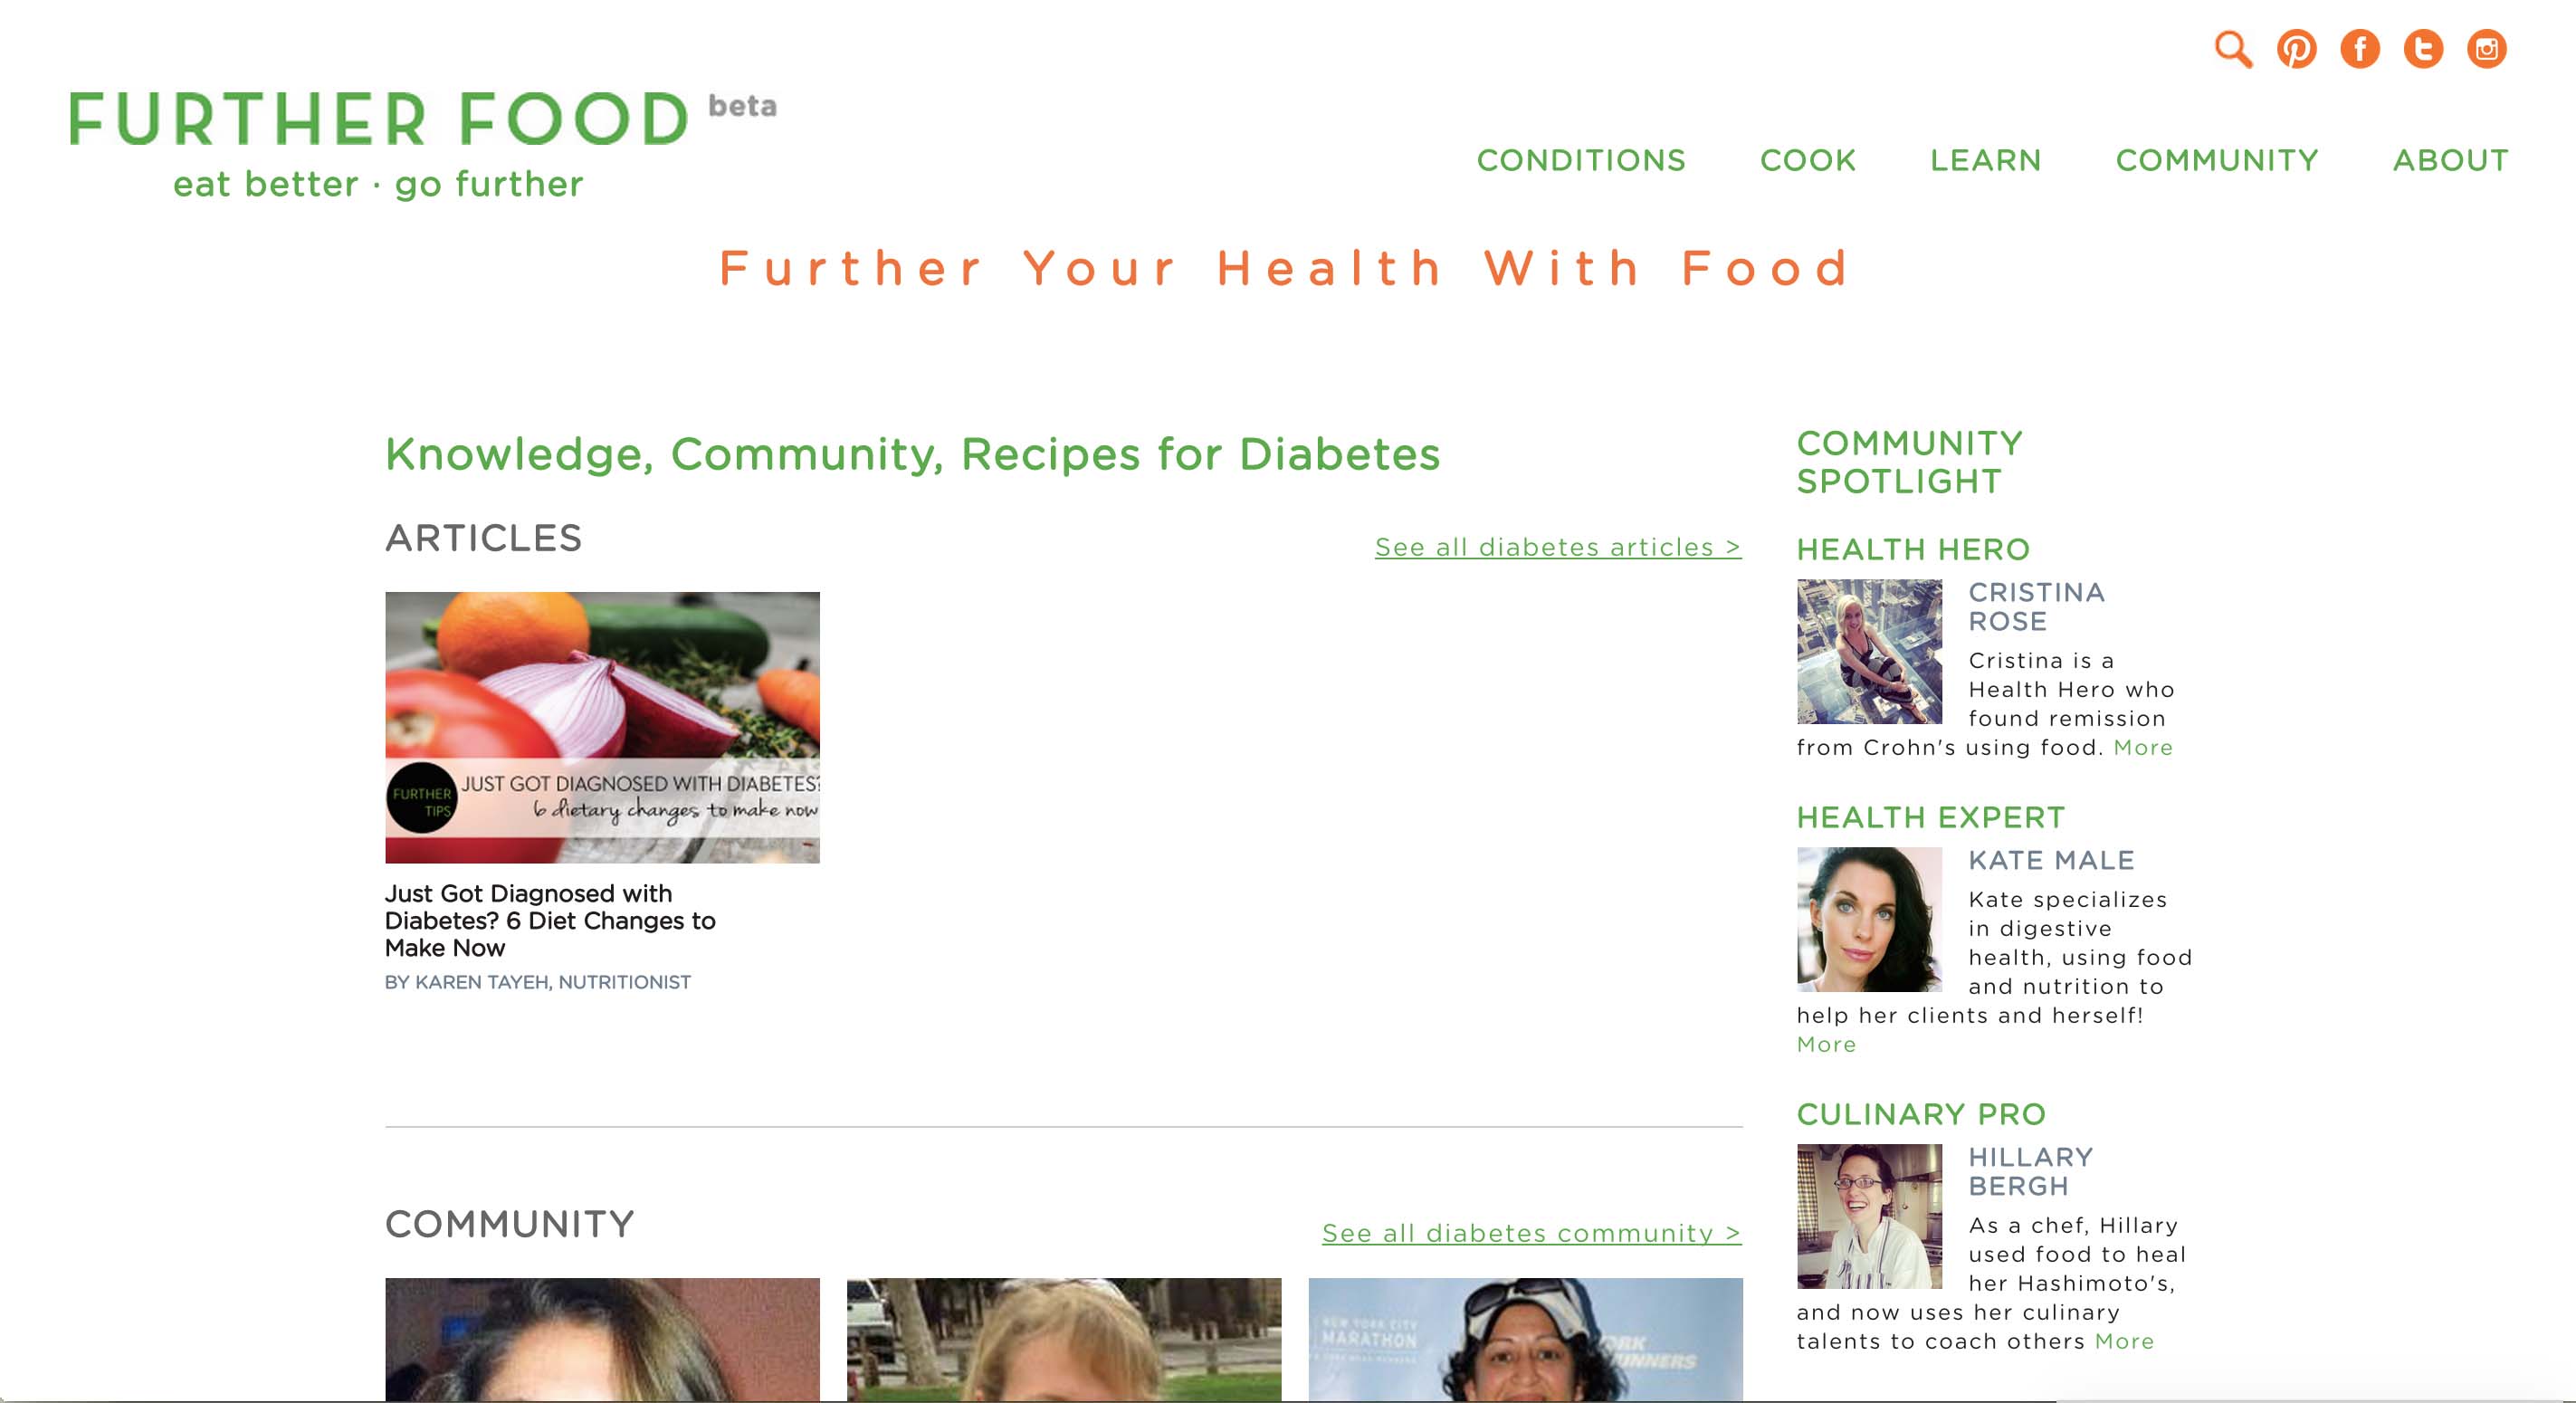 FURTHER FOOD beta
eat better · go further
CONDITIONS COOK LEARN COMMUNITY ABOUT
Further Your Health With Food
Knowledge, Community, Recipes for Diabetes
ARTICLES
See all diabetes articles >
FURTHER
TIPS
JUST GOT DIAGNOSED WITH DIABETES?
6 dietary changes to make now
Just Got Diagnosed with
Diabetes? 6 Diet Changes to
Make Now
BY KAREN TAYEH, NUTRITIONIST
COMMUNITY
See all diabetes community >
NEW YORK CITY
MARATHON
COMMUNITY
SPOTLIGHT
HEALTH HERO
CRISTINA
ROSE
Cristina is a
Health Hero who
found remission
from Crohn's using food. More
HEALTH EXPERT
KATE MALE
Kate specializes
in digestive
health, using food
and nutrition to
help her clients and herself!
More
CULINARY PRO
HILLARY
BERGH
As a chef, Hillary
used food to heal
her Hashimoto's,
and now uses her culinary
talents to coach others More